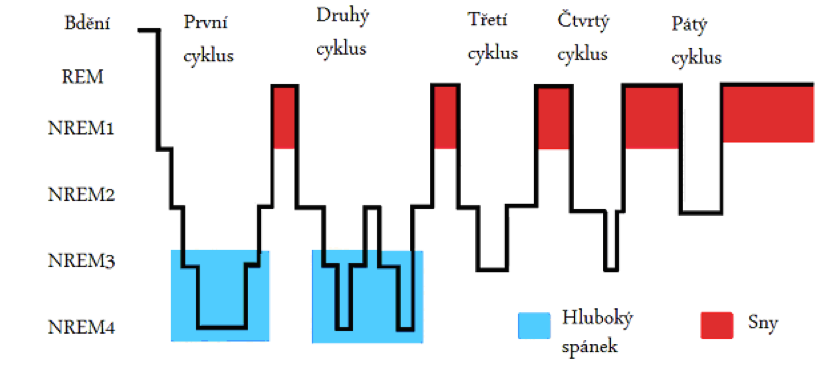 Bdění
REM
NREM1
NREM2
NREM3
NREM4
První
cyklus
Druhý
cyklus
Třetí
cyklus
Čtvrtý
cyklus
Pátý
cyklus
Hluboký
spánek
Sny